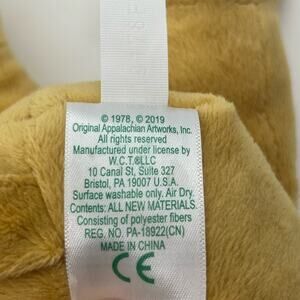 © 1978, © 2019
Original Appalachian Artworks, Inc.
All rights reserved
Manufactured under license by
W.C.T.®LLC
10 Canal St, Suite 327
Bristol, PA 19007 U.S.A.
Surface washable only. Air Dry.
Contents: ALL NEW MATERIALS.
Consisting of polyester fibers
REG. NO. PA-18922(CN)
MADE IN CHINA
CE